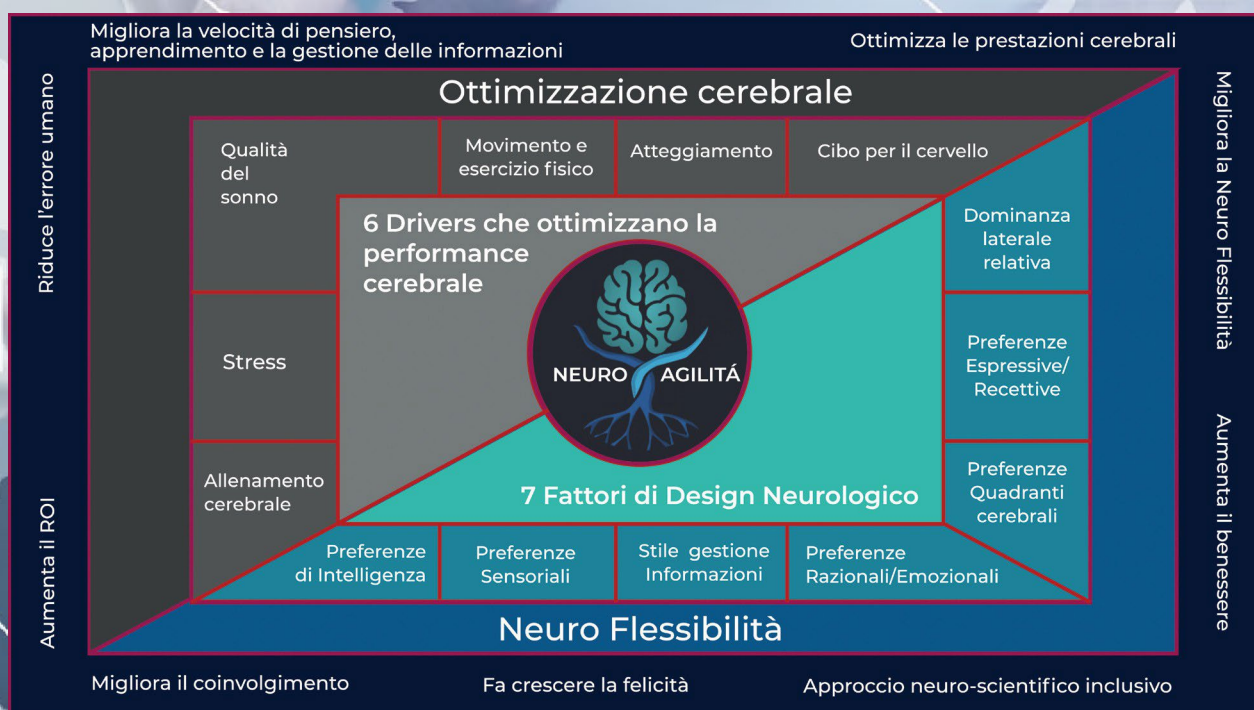 Migliora la velocità di pensiero,
apprendimento e la gestione delle informazioni
Ottimizza le prestazioni cerebrali
Riduce l'errore umano
Aumenta il ROI
Ottimizzazione cerebrale
Qualità
del
sonno
Movimento e
esercizio fisico
Atteggiamento
Cibo per il cervello
6 Drivers che ottimizzano la
performance
cerebrale
Stress
Allenamento
cerebrale
NEURO AGILITÁ
Dominanza
laterale
relativa
Preferenze
Espressive/
Recettive
Preferenze
Quadranti
cerebrali
7 Fattori di Design Neurologico
Preferenze
di Intelligenza
Preferenze
Sensoriali
Stile gestione
Informazioni
Preferenze
Razionali/Emozionali
Neuro Flessibilità
Migliora la Neuro Flessibilità
Aumenta il benessere
Migliora il coinvolgimento
Fa crescere la felicità
Approccio neuro-scientifico inclusivo